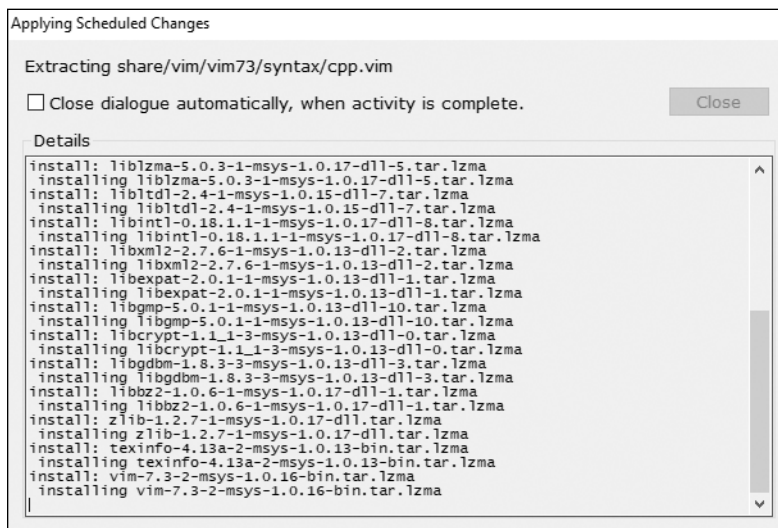 Applying Scheduled Changes
Extracting share/vim/vim73/syntax/cpp.vim
Close dialogue automatically, when activity is complete.
Close
Details
install: liblzma-5.0.3-1-msys-1.0.17-dll-5.tar.lzma
installing liblzma-5.0.3-1-msys-1.0.17-dll-5.tar.lzma
install: libltdl-2.4-1-msys-1.0.15-dll-7.tar.lzma
installing libltdl-2.4-1-msys-1.0.15-dll-7.tar.lzma
install: libintl-0.18.1.1-1-msys-1.0.17-dll-8.tar.lzma
installing libintl-0.18.1.1-1-msys-1.0.17-dll-8.tar.lzma
install: libxml2-2.7.6-1-msys-1.0.13-dll-2.tar.lzma
installing libxml2-2.7.6-1-msys-1.0.13-dll-2.tar.lzma
install: libexpat-2.0.1-1-msys-1.0.13-dll-1.tar.lzma
installing libexpat-2.0.1-1-msys-1.0.13-dll-1.tar.lzma
install: libgmp-5.0.1-1-msys-1.0.13-dll-10.tar.lzma
installing libgmp-5.0.1-1-msys-1.0.13-dll-10.tar.lzma
install: libcrypt-1.1_1-3-msys-1.0.13-dll-0.tar.lzma
installing libcrypt-1.1_1-3-msys-1.0.13-dll-0.tar.lzma
install: libgdbm-1.8.3-3-msys-1.0.13-dll-3.tar.lzma
installing libgdbm-1.8.3-3-msys-1.0.13-dll-3.tar.lzma
install: libbz2-1.0.6-1-msys-1.0.17-dll-1.tar.lzma
installing libbz2-1.0.6-1-msys-1.0.17-dll-1.tar.lzma
install: zlib-1.2.7-1-msys-1.0.17-dll.tar.lzma
installing zlib-1.2.7-1-msys-1.0.17-dll.tar.lzma
install: texinfo-4.13a-2-msys-1.0.13-bin.tar.lzma
installing texinfo-4.13a-2-msys-1.0.13-bin.tar.lzma
install: vim-7.3-2-msys-1.0.16-bin.tar.lzma
installing vim-7.3-2-msys-1.0.16-bin.tar.lzma